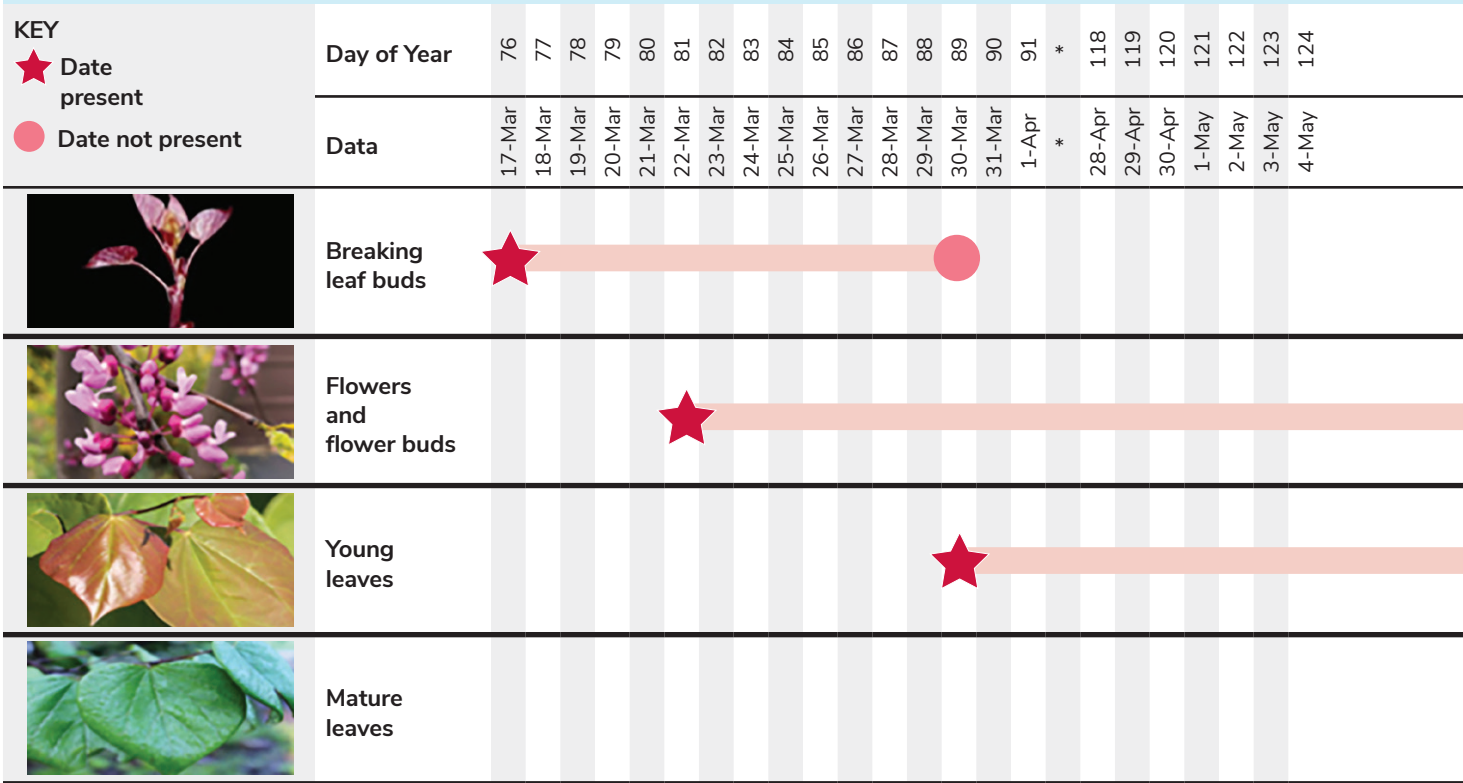 KEY
Date
present
Date not present
Day of Year 76 77 78 79 80 81 82 83 84 85 86 87 88 89 90 91 * 118 119 120 121 122 123 124
Data 17-Mar 18-Mar 19-Mar 20-Mar 21-Mar 22-Mar 23-Mar 24-Mar 25-Mar 26-Mar 27-Mar 28-Mar 29-Mar 30-Mar 31-Mar 1-Apr * 28-Apr 29-Apr 30-Apr 1-May 2-May 3-May 4-May
Breaking
leaf buds
Flowers
and
flower buds
Young
leaves
Mature
leaves